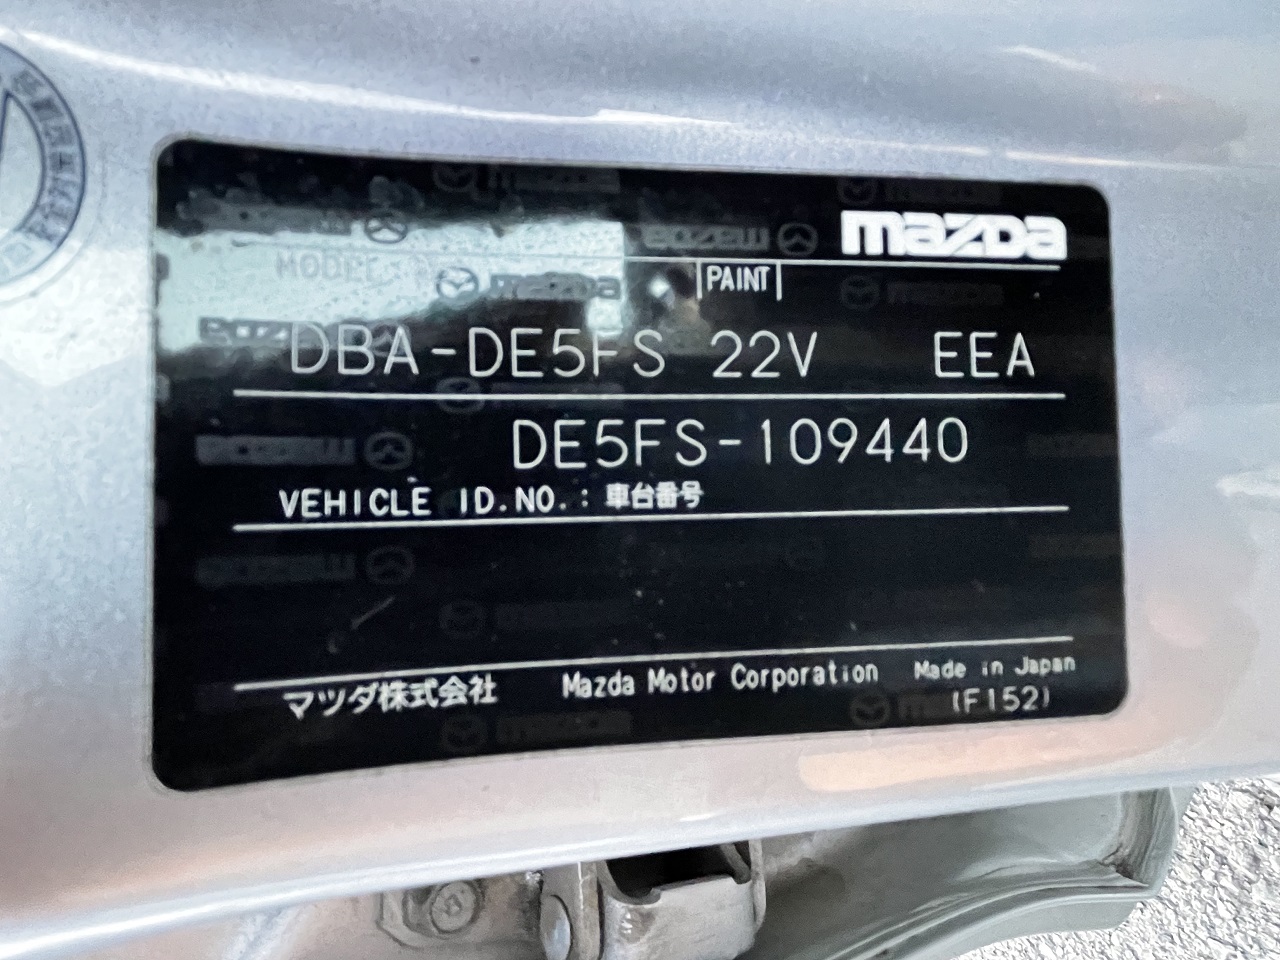 mazda
MODEL
PAINT
DBA-DE5FS 22V EEA
DE5FS-109440
VEHICLE ID.NO.: 車台番号
マツダ株式会社 Mazda Motor Corporation Made in Japan
(F152)